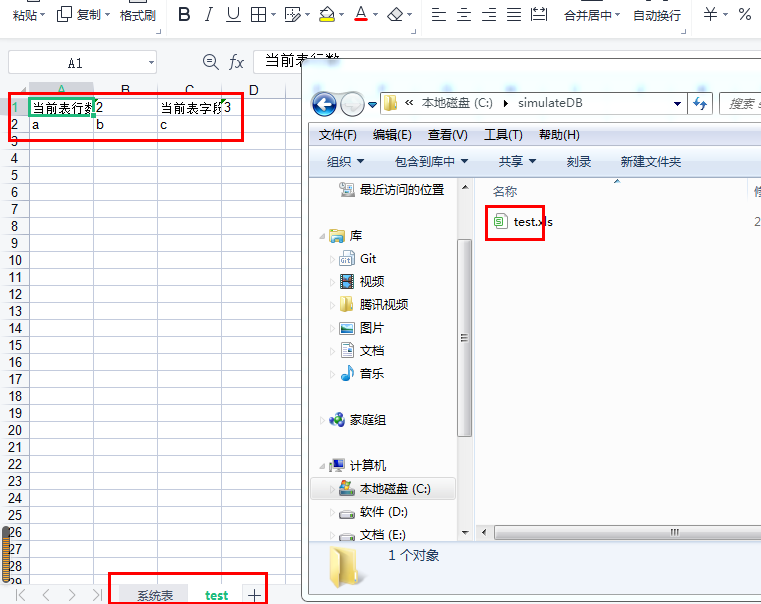 粘贴 复制 格式刷 B I U A 合并居中 自动换行 ￥ %
A1 fx 当前表行数
A B C D
1 当前表行数 2 当前表字段 3
2 a b c
3
4
5
6
7
8
9
10
11
12
13
14
15
16
17
18
19
20
21
22
23
24
25
26
27
28
29
系统表 test +
« 本地磁盘 (C:) simulateDB 搜索
文件(F) 编辑(E) 查看(V) 工具(T) 帮助(H)
组织 包含到库中 共享 刻录 新建文件夹
最近访问的位置
库
Git
视频
腾讯视频
图片
文档
音乐
家庭组
计算机
本地磁盘 (C:)
软件 (D:)
文档 (E:)
名称
test.xls 2
1 个对象